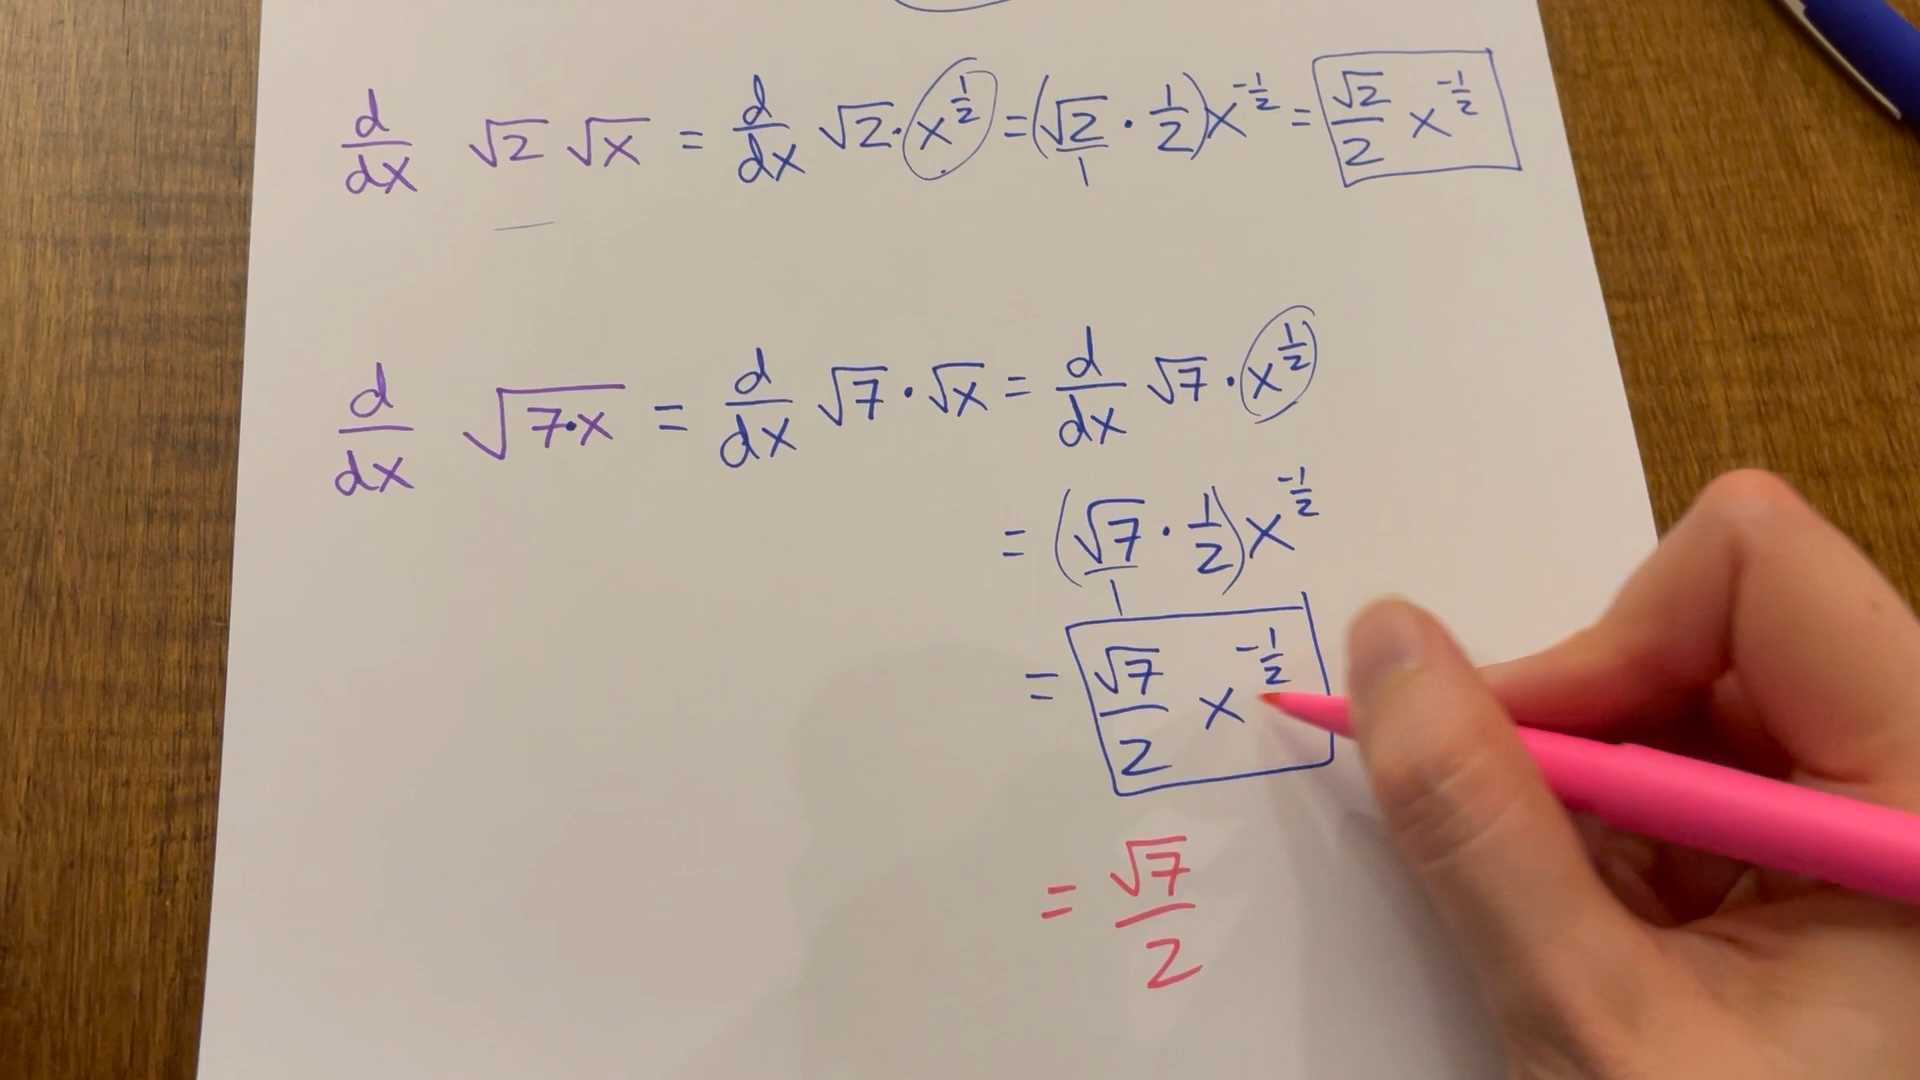 d/dx √2 √x = d/dx √2 · x^(1/2) = (√2/1 · 1/2) x^(-1/2) = √2/2 x^(-1/2)
d/dx √(7·x) = d/dx √7 · √x = d/dx √7 · x^(1/2)
= (√7/1 · 1/2) x^(-1/2)
= √7/2 x^(-1/2)
= √7/2